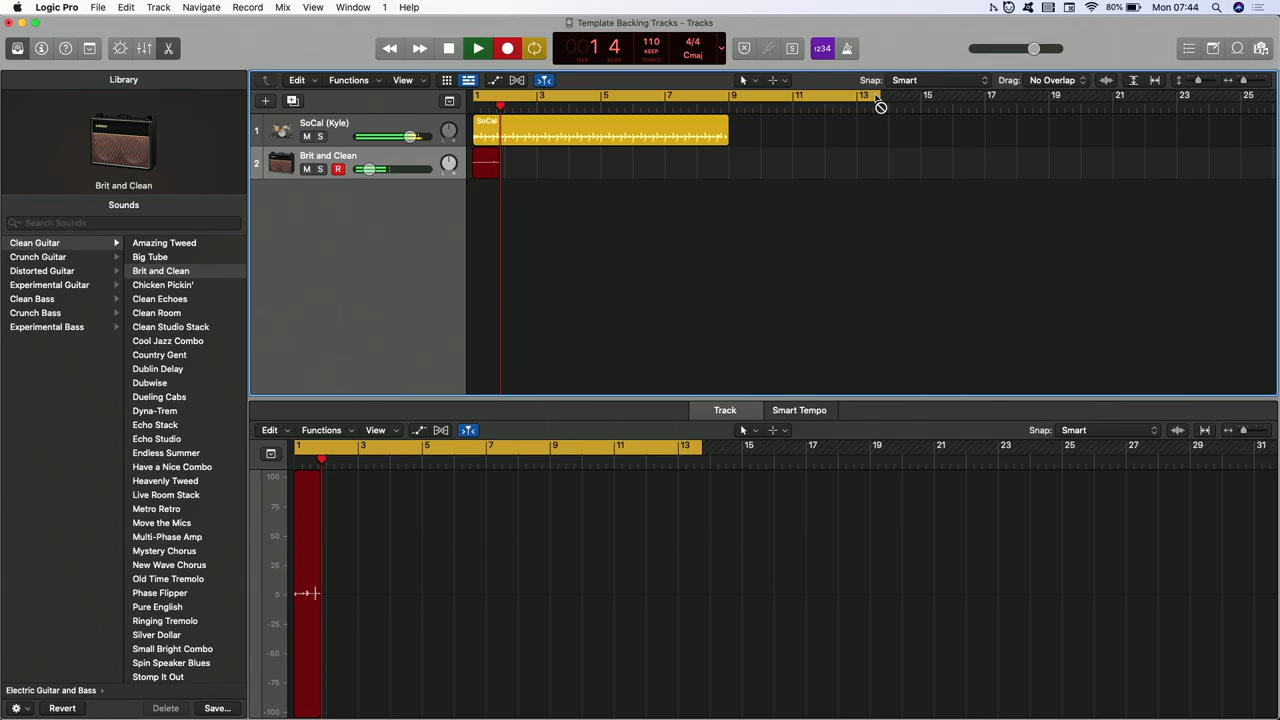 Logic Pro File Edit Track Navigate Record Mix View Window 1 Help 80% Mon 07:44
Template Backing Tracks - Tracks
001 4 BAR BEAT 110 KEEP TEMPO 4/4 Cmaj 1234
Library Edit Functions View Snap: Smart Drag: No Overlap
1 3 5 7 9 11 13 15 17 19 21 23 25
1 SoCal (Kyle) M S L R SoCal
2 Brit and Clean M S R L R
Brit and Clean
Sounds
Search Sounds
Clean Guitar
Crunch Guitar
Distorted Guitar
Experimental Guitar
Clean Bass
Crunch Bass
Experimental Bass
Amazing Tweed
Big Tube
Brit and Clean
Chicken Pickin'
Clean Echoes
Clean Room
Clean Studio Stack
Cool Jazz Combo
Country Gent
Dublin Delay
Dubwise
Dueling Cabs
Dyna-Trem
Echo Stack
Echo Studio
Endless Summer
Have a Nice Combo
Heavenly Tweed
Live Room Stack
Metro Retro
Move the Mics
Multi-Phase Amp
Mystery Chorus
New Wave Chorus
Old Time Tremolo
Phase Flipper
Pure English
Ringing Tremolo
Silver Dollar
Small Bright Combo
Spin Speaker Blues
Stomp It Out
Electric Guitar and Bass
Revert Delete Save...
Track Smart Tempo
Edit Functions View Snap: Smart
1 3 5 7 9 11 13 15 17 19 21 23 25 27 29 31
100
75
50
25
0
-25
-50
-75
-100